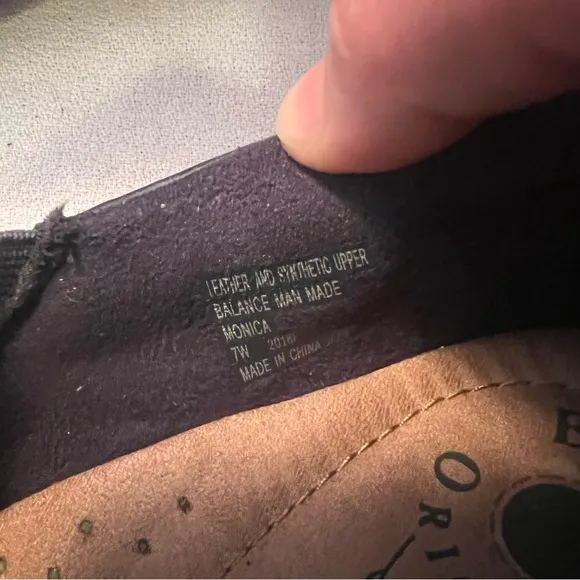 LEATHER AND SYNTHETIC UPPER
BALANCE MAN MADE
MONICA
7W
MADE IN CHINA